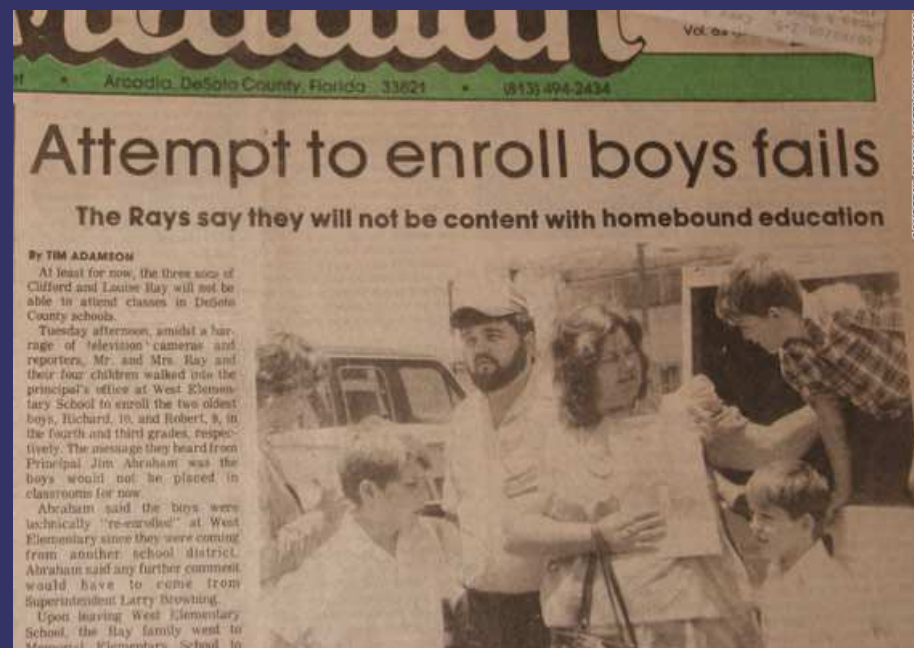 Vol.
Arcadia, DeSoto County, Florida 33821 • (813) 494-2434
Attempt to enroll boys fails
The Rays say they will not be content with homebound education
By TIM ADAMSON
At least for now, the three sons of
Clifford and Louise Ray will not be
able to attend classes in DeSoto
County schools.
Tuesday afternoon, amidst a bar-
rage of television cameras and
reporters, Mr. and Mrs. Ray and
their four children walked into the
principal's office at West Elemen-
tary School to enroll the two oldest
boys, Richard, 10, and Robert, 9, in
the fourth and third grades, respec-
tively. The message they heard from
Principal Jim Abraham was the
boys would not be placed in
classrooms for now.
Abraham said the boys were
technically "re-enrolled" at West
Elementary since they were coming
from another school district.
Abraham said any further comment
would have to come from
Superintendent Larry Browning.
Upon leaving West Elementary
School, the Ray family went to
Memorial Elementary School to